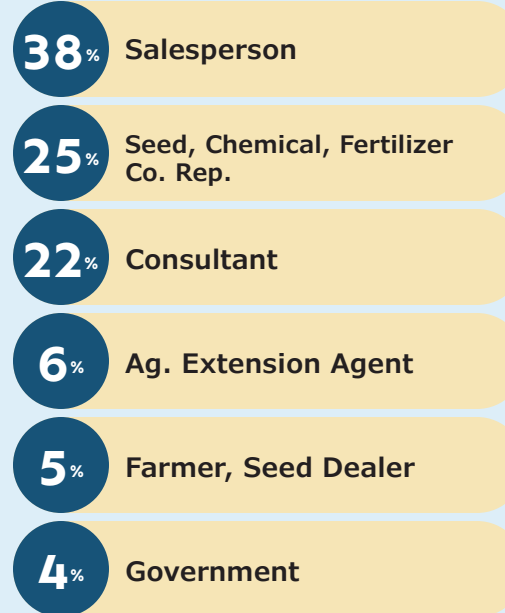 38% Salesperson
25% Seed, Chemical, Fertilizer
Co. Rep.
22% Consultant
6% Ag. Extension Agent
5% Farmer, Seed Dealer
4% Government